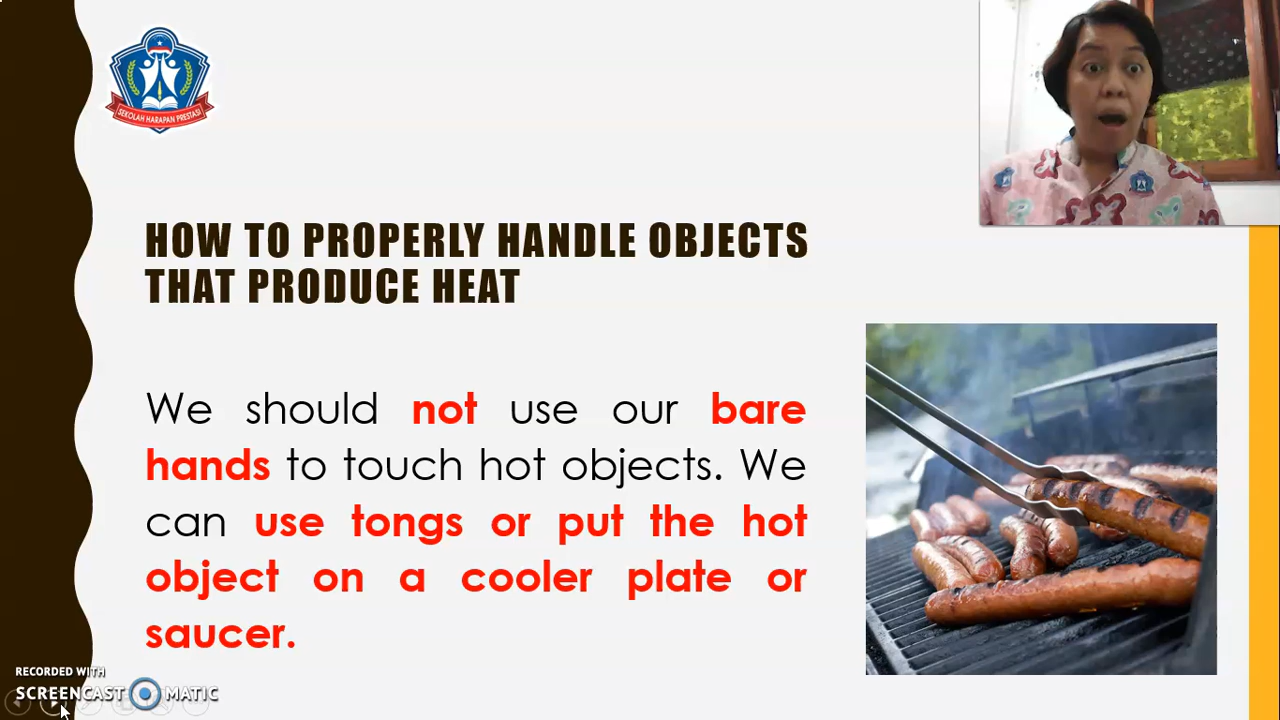 SEKOLAH HARAPAN PRESTASI
HOW TO PROPERLY HANDLE OBJECTS
THAT PRODUCE HEAT
We should not use our bare
hands to touch hot objects. We
can use tongs or put the hot
object on a cooler plate or
saucer.
RECORDED WITH
SCREENCAST MATIC